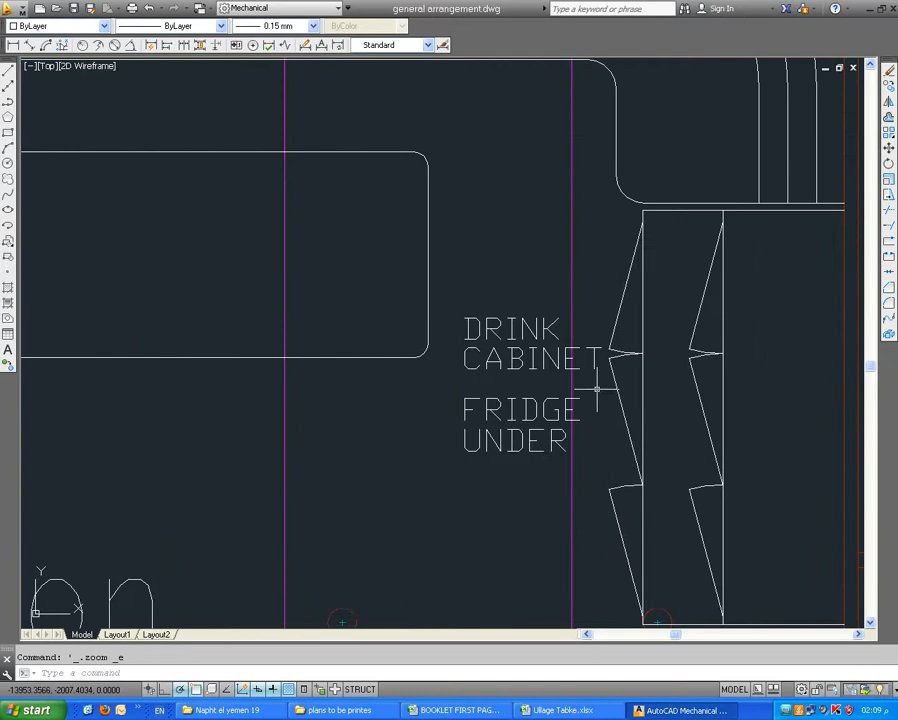 Mechanical
general arrangement.dwg
Type a keyword or phrase
Sign In
ByLayer
ByLayer
0.15 mm
ByColor
Standard
[−][Top][2D Wireframe]
DRINK
CABINET
FRIDGE
UNDER
Y
X
Model
Layout1
Layout2
Command: '_.zoom _e
Type a command
-13953.3566, -2007.4034, 0.0000
STRUCT
MODEL
start
EN
Napht el yemen 19
plans to be printes
BOOKLET FIRST PAG...
Ullage Tabke.xlsx
AutoCAD Mechanical ...
02:09 م